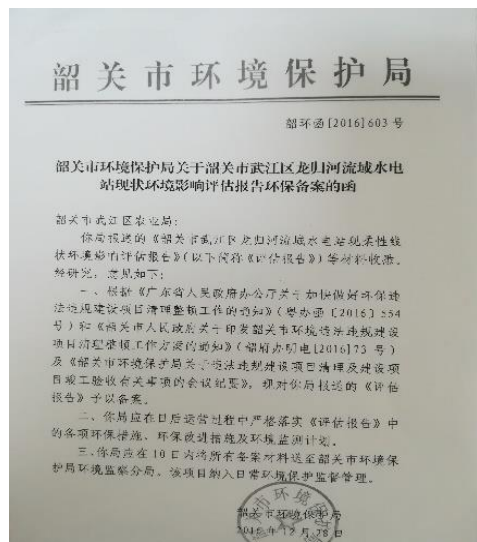 韶关市环境保护局
韶环函[2016]603号
韶关市环境保护局关于韶关市武江区龙归河流域水电
站现状环境影响评估报告环保备案的函
韶关市武江区农业局:
你局报送的《韶关市武江区龙归河流域水电站现柔性线
状环境影响评估报告》(以下简称《评估报告》)等材料收激。
经研究,意见如下:
一、根据《广东省人民政府办公厅关于加快做好环保违
法违规建设项目清理整顿工作的通知》(粤办函[2016]554
号)和《韶关市人民政府关于印发韶关市环境违法违规建设
项目清理整顿工作方案的通知》(韶府办明电[2016]73号)
及《韶关市环境保护局关于违法违规建设项目清理及建设项
目竣工验收有关事项的会议纪要》,现对你局报送的《评估
报告》予以备案。
二、你局应在日后运营过程中严格落实《评估报告》中
的各项环保措施、环保改进措施及环境监测计划。
三、你局应在10日内将所有备案材料送至韶关市环境保
护局环境监察分局。该项目纳入日常环境保护监督管理。
韶关市环境保护局
2016年12月28日